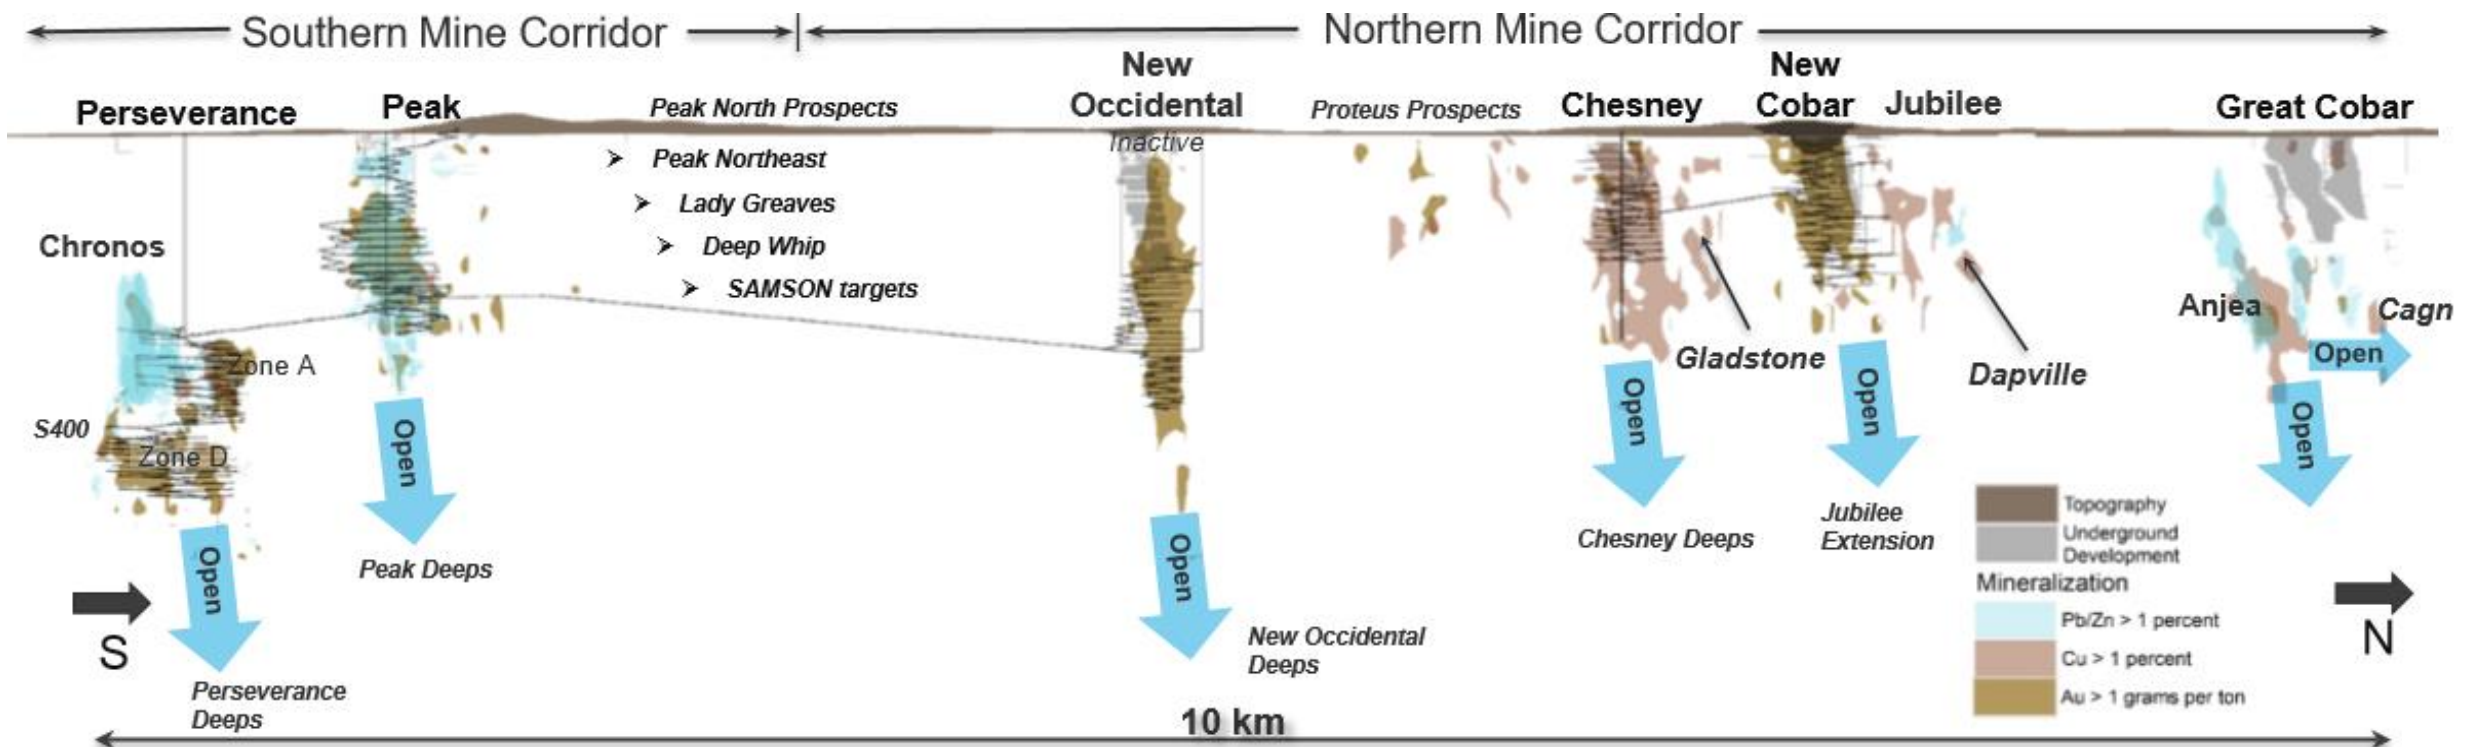 Southern Mine Corridor
Northern Mine Corridor
Perseverance
Peak
Peak North Prospects
New
Occidental
Inactive
Proteus Prospects
Chesney
New
Cobar
Jubilee
Great Cobar
Peak Northeast
Lady Greaves
Deep Whip
SAMSON targets
Chronos
Zone A
S400
Zone D
Open
Perseverance
Deeps
Open
Peak Deeps
Open
New Occidental
Deeps
Gladstone
Open
Chesney Deeps
Open
Jubilee
Extension
Dapville
Anjea
Cagn
Open
Open
S
N
Topography
Underground
Development
Mineralization
Pb/Zn > 1 percent
Cu > 1 percent
Au > 1 grams per ton
10 km